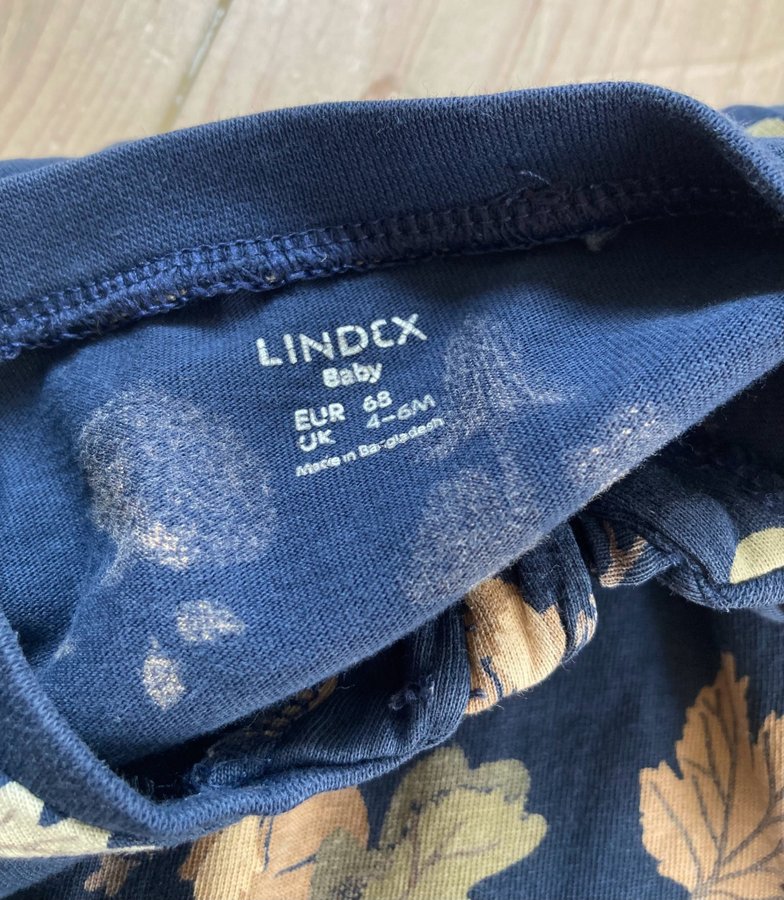 LINDEX
Baby
EUR 68
UK 4-6M
Made in Bangladesh